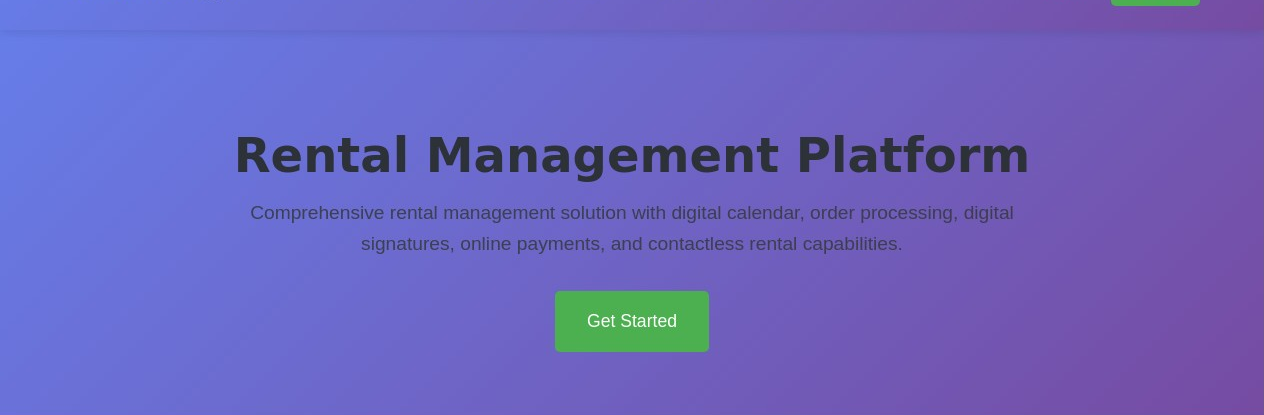 Rental Management Platform
Comprehensive rental management solution with digital calendar, order processing, digital
signatures, online payments, and contactless rental capabilities.
Get Started